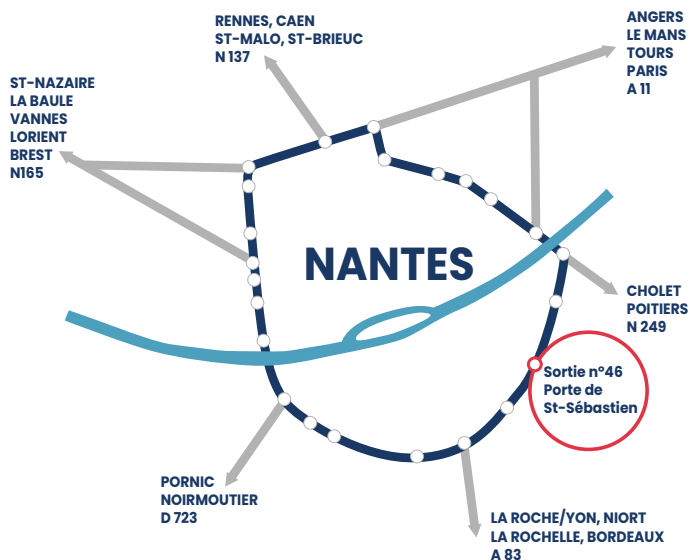 RENNES, CAEN
ST-MALO, ST-BRIEUC
N 137
ANGERS
LE MANS
TOURS
PARIS
A 11
ST-NAZAIRE
LA BAULE
VANNES
LORIENT
BREST
N165
NANTES
CHOLET
POITIERS
N 249
Sortie n°46
Porte de
St-Sébastien
PORNIC
NOIRMOUTIER
D 723
LA ROCHE/YON, NIORT
LA ROCHELLE, BORDEAUX
A 83